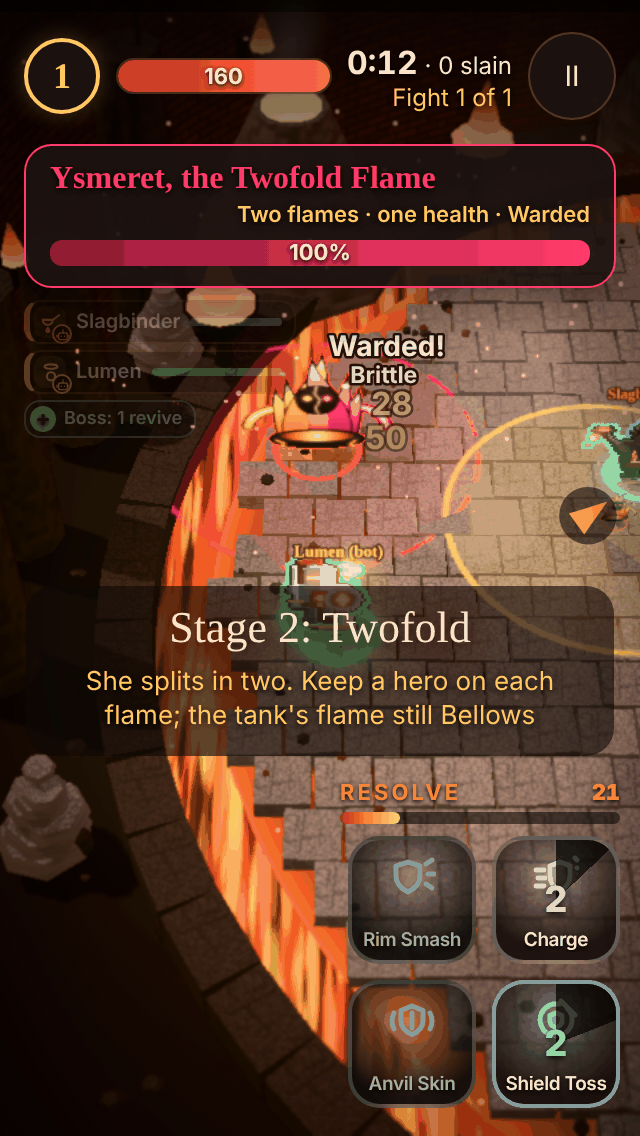 1
160
0:12 · 0 slain
Fight 1 of 1
Ysmeret, the Twofold Flame
Two flames · one health · Warded
100%
Slagbinder
Lumen
Boss: 1 revive
Warded!
Brittle
28
50
Lumen (bot)
Stage 2: Twofold
She splits in two. Keep a hero on each
flame; the tank's flame still Bellows
RESOLVE 21
Rim Smash
2
Charge
Anvil Skin
2
Shield Toss